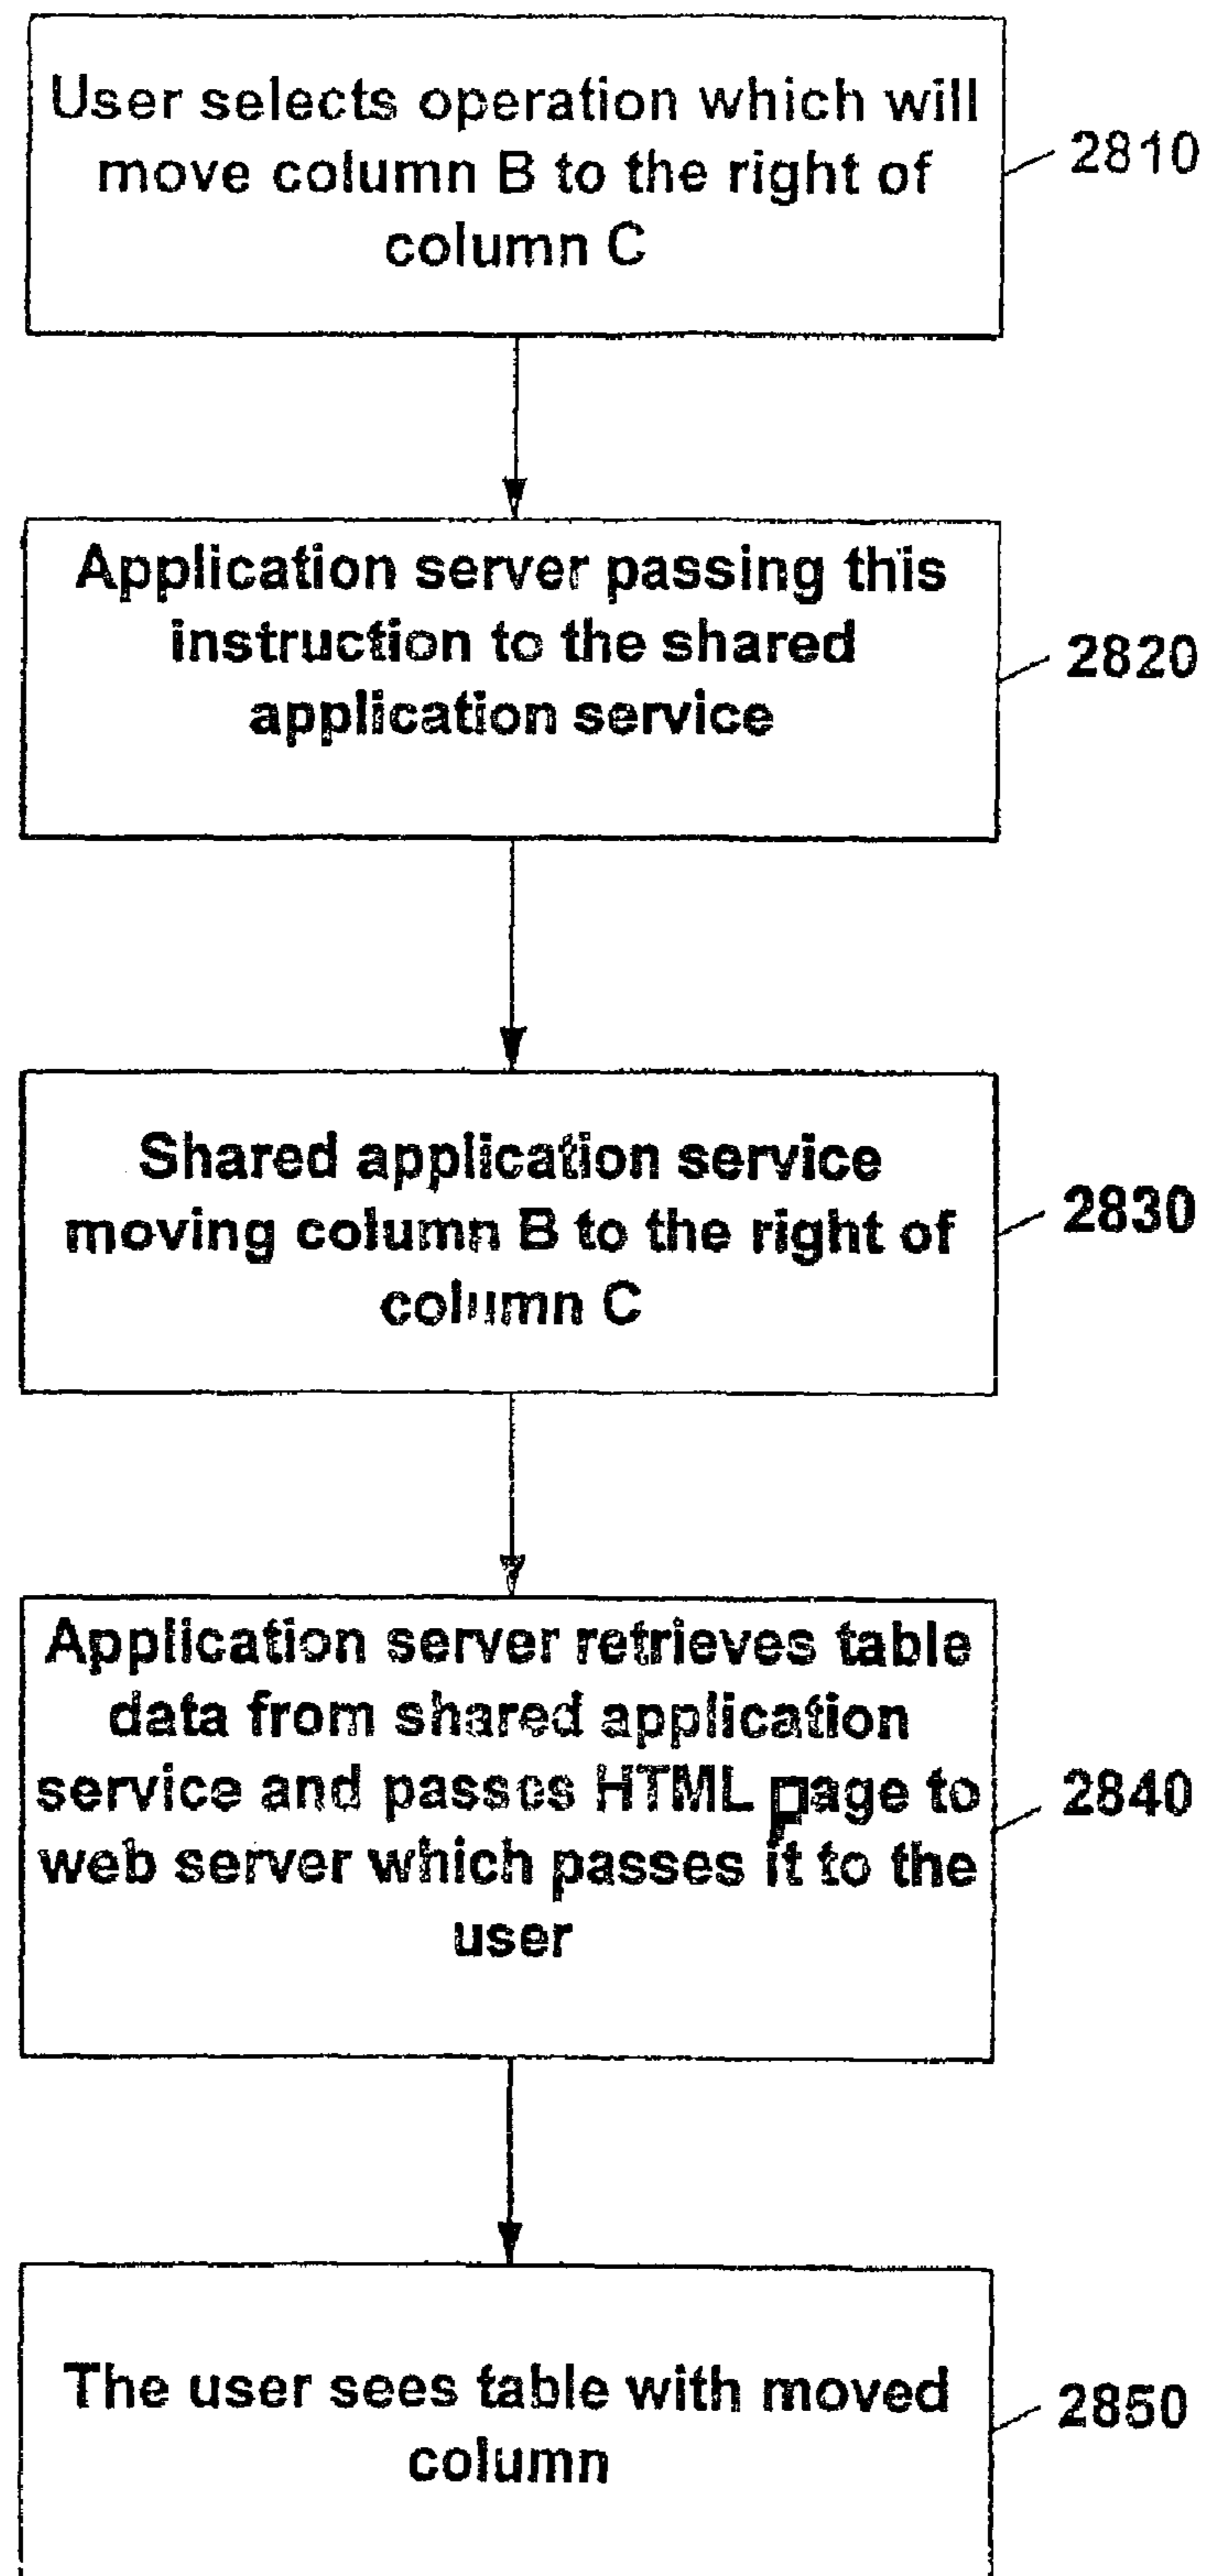 User selects operation which will
move column B to the right of
column C
2810
Application server passing this
instruction to the shared
application service
2820
Shared application service
moving column B to the right of
column C
2830
Application server retrieves table
data from shared application
service and passes HTML page to
web server which passes it to the
user
2840
The user sees table with moved
column
2850